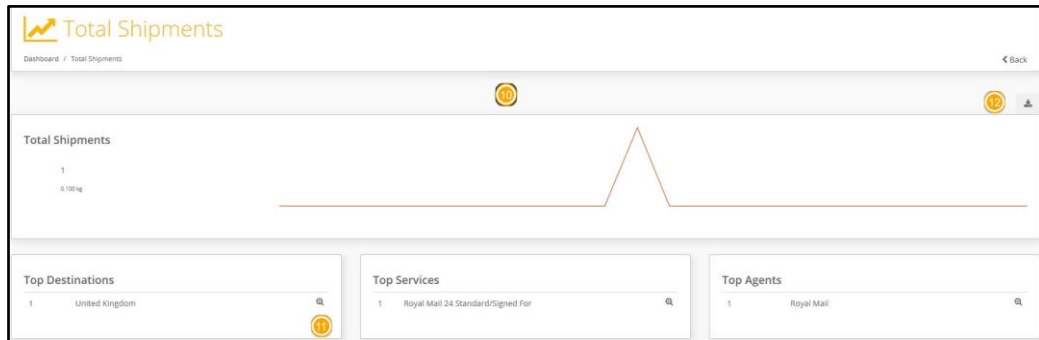 Total Shipments
Dashboard / Total Shipments
Back
10
12
Total Shipments
1
0.100 kg
Top Destinations
1 United Kingdom
11
Top Services
1 Royal Mail 24 Standard/Signed For
Top Agents
1 Royal Mail